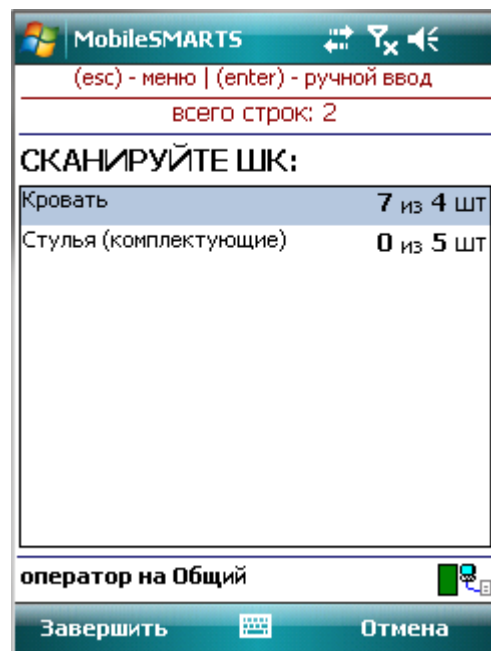 MobileSMARTS
(esc) - меню | (enter) - ручной ввод
всего строк: 2
СКАНИРУЙТЕ ШК:
Кровать 7 из 4 шт
Стулья (комплектующие) 0 из 5 шт
оператор на Общий
Завершить Отмена